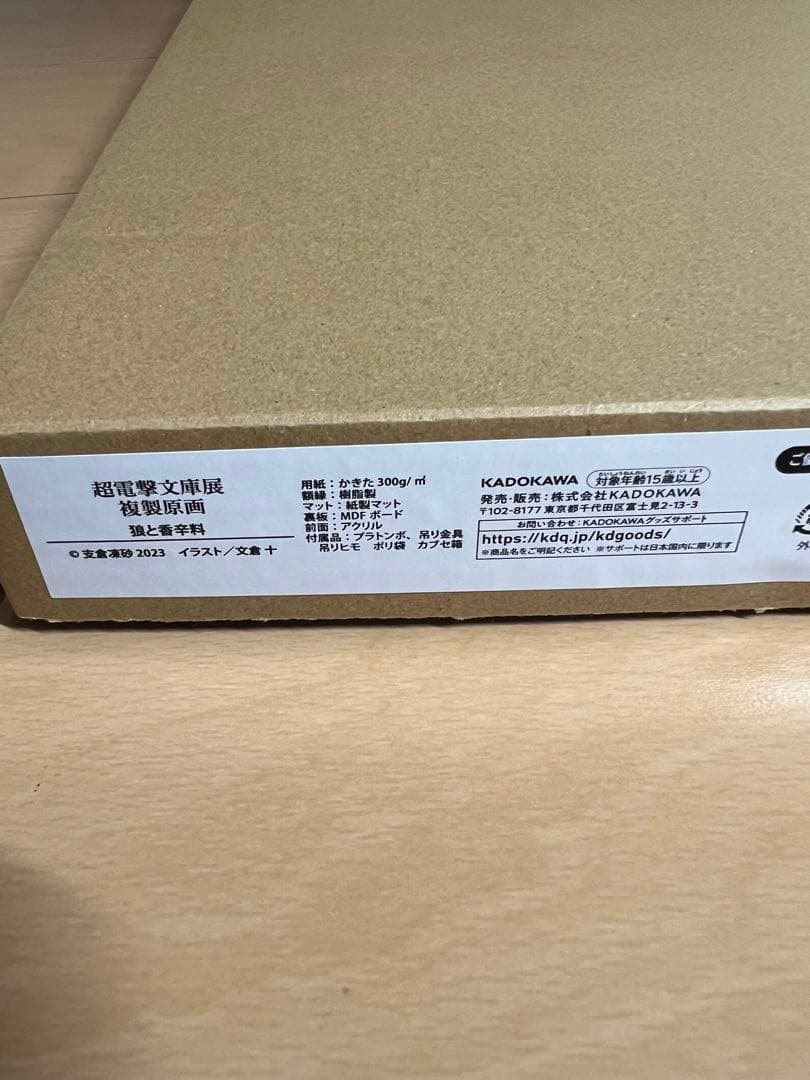 超電撃文庫展
複製原画
狼と香辛料
©支倉凍砂 2023　イラスト/文倉 十
用紙：かきた 300g/㎡
額縁：樹脂製
マット：紙製マット
裏板：MDF ボード
前面：アクリル
付属品：プラトンボ、吊り金具
吊りヒモ　ポリ袋　カブセ箱
KADOKAWA 対象年齢15歳以上
発売・販売：株式会社KADOKAWA
〒102-8177 東京都千代田区富士見2-13-3
お問い合わせ：KADOKAWAグッズサポート
https://kdq.jp/kdgoods/
※商品名をご明記ください ※サポートは日本国内に限ります
ご
外